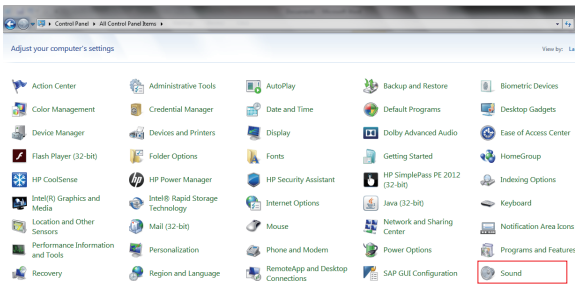 Control Panel ▸ All Control Panel Items ▸
Adjust your computer's settings
View by: La
Action Center
Administrative Tools
AutoPlay
Backup and Restore
Biometric Devices
Color Management
Credential Manager
Date and Time
Default Programs
Desktop Gadgets
Device Manager
Devices and Printers
Display
Dolby Advanced Audio
Ease of Access Center
Flash Player (32-bit)
Folder Options
Fonts
Getting Started
HomeGroup
HP CoolSense
HP Power Manager
HP Security Assistant
HP SimplePass PE 2012
(32-bit)
Indexing Options
Intel(R) Graphics and
Media
Intel® Rapid Storage
Technology
Internet Options
Java (32-bit)
Keyboard
Location and Other
Sensors
Mail (32-bit)
Mouse
Network and Sharing
Center
Notification Area Icons
Performance Information
and Tools
Personalization
Phone and Modem
Power Options
Programs and Features
Recovery
Region and Language
RemoteApp and Desktop
Connections
SAP GUI Configuration
Sound